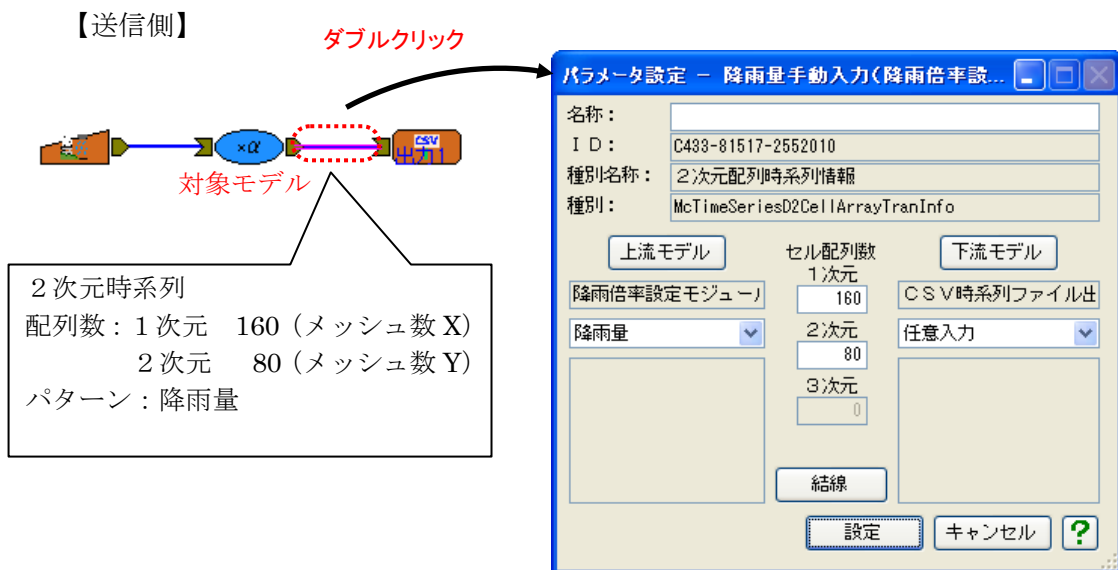 【送信側】
ダブルクリック
×α
CSV
出力1
対象モデル
２次元時系列
配列数：１次元　160（メッシュ数 X）
２次元　80（メッシュ数 Y）
パターン：降雨量
パラメータ設定 － 降雨量手動入力(降雨倍率設...
名称：
ＩＤ：
C433-81517-2552010
種別名称：
２次元配列時系列情報
種別：
McTimeSeriesD2CellArrayTranInfo
上流モデル
セル配列数
下流モデル
1次元
降雨倍率設定モジュール
160
ＣＳＶ時系列ファイル出
降雨量
2次元
任意入力
80
3次元
0
結線
設定
キャンセル
?